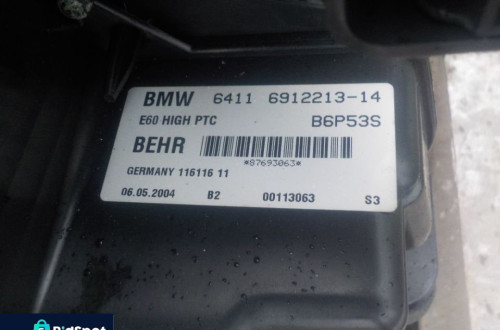 BMW 6411 6912213-14
E60 HIGH PTC B6P53S
BEHR
*87693063*
GERMANY 116116 11
06.05.2004 B2 00113063 S3
BidSpot